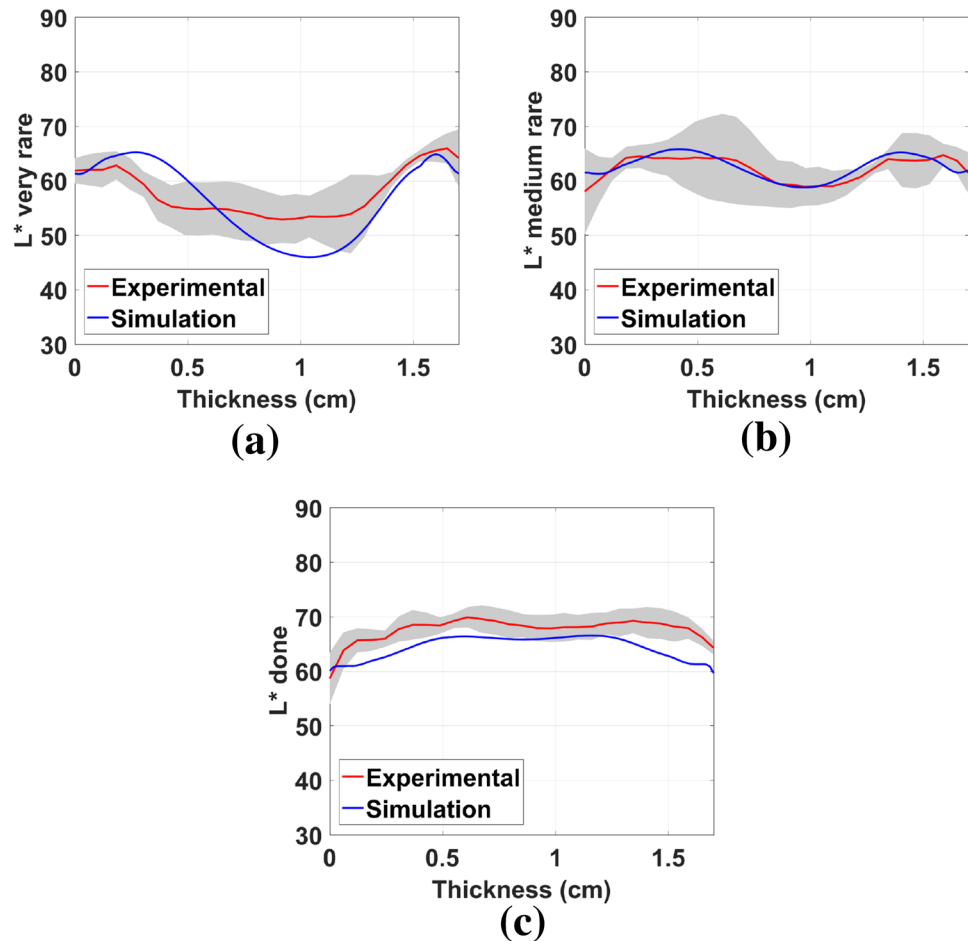 90
80
70
60
50
40
30
L* very rare
Experimental
Simulation
0
0.5
1
1.5
Thickness (cm)
(a)
90
80
70
60
50
40
30
L* medium rare
Experimental
Simulation
0
0.5
1
1.5
Thickness (cm)
(b)
90
80
70
60
50
40
30
L* done
Experimental
Simulation
0
0.5
1
1.5
Thickness (cm)
(c)